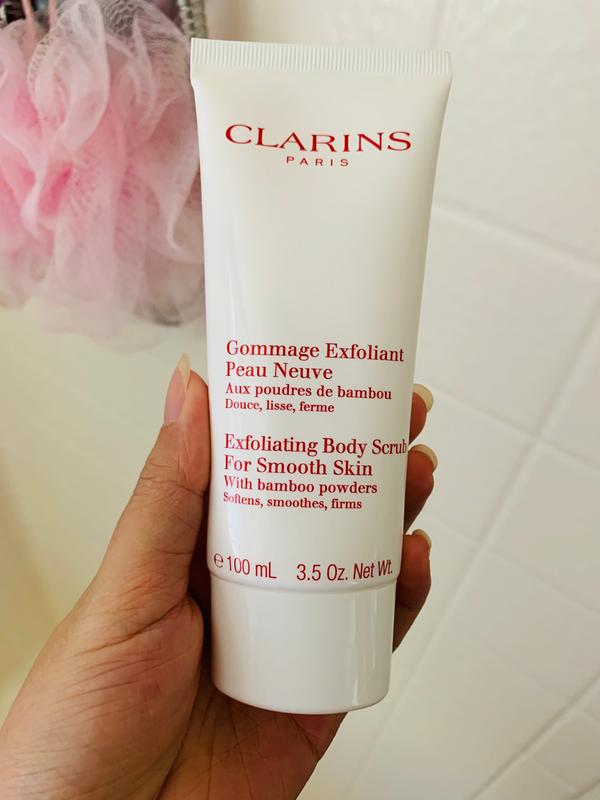 CLARINS
PARIS
Gommage Exfoliant
Peau Neuve
Aux poudres de bambou
Douce, lisse, ferme
Exfoliating Body Scrub
For Smooth Skin
With bamboo powders
Softens, smoothes, firms
℮ 100 mL 3.5 Oz. Net Wt.